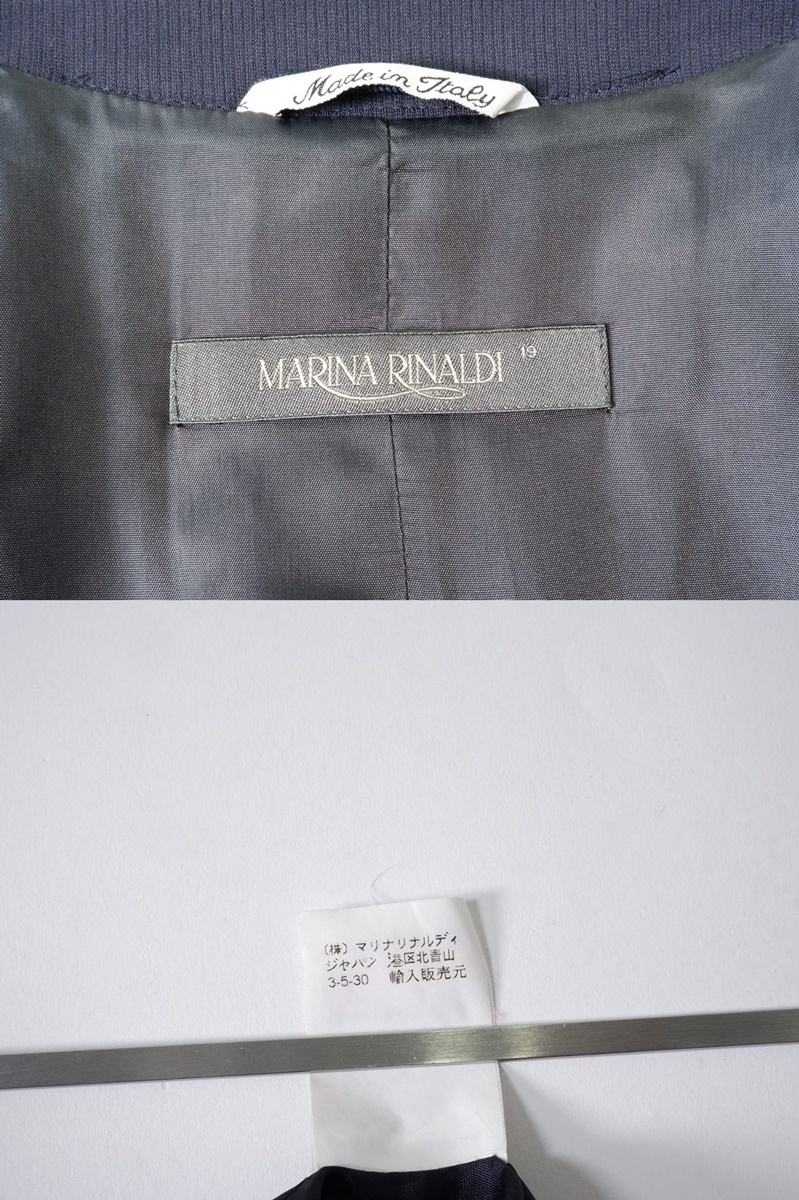 Made in Italy
MARINA RINALDI 19
(株) マリナリナルディ
ジャパン 港区北青山
3-5-30 輸入販売元